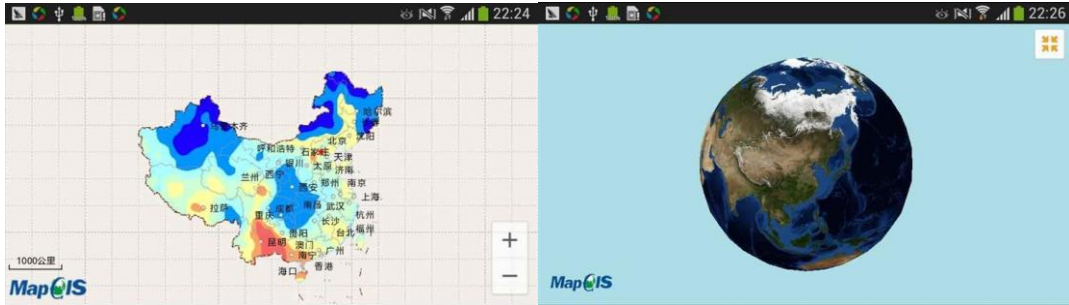 22:24
哈尔滨
乌鲁木齐
沈阳
北京
呼和浩特
石家庄
天津
银川
太原
济南
兰州
西宁
西安
郑州
南京
上海
拉萨
成都
南昌
武汉
重庆
杭州
长沙
福州
贵阳
台北
昆明
澳门
广州
南宁
海口
香港
1000公里
+
−
MapGIS
22:26
MapGIS